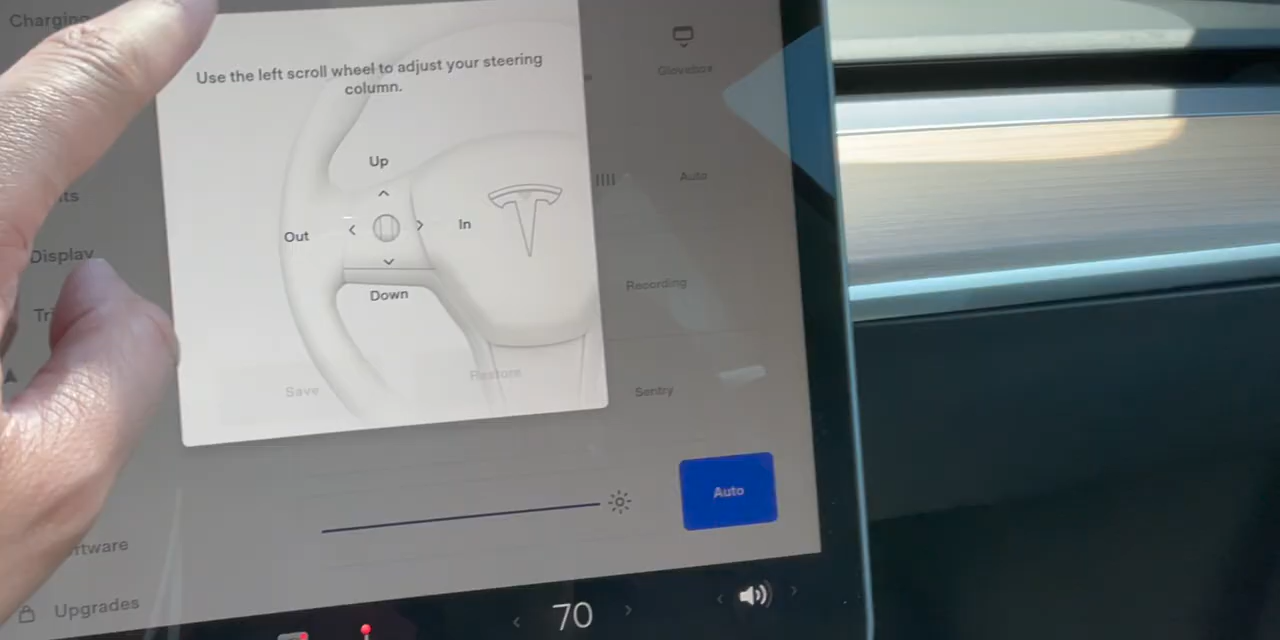 Charging
Use the left scroll wheel to adjust your steering
column.
Glovebox
Up
Auto
Out
In
Display
Down
Recording
Restore
Save
Sentry
Auto
Upgrades
70